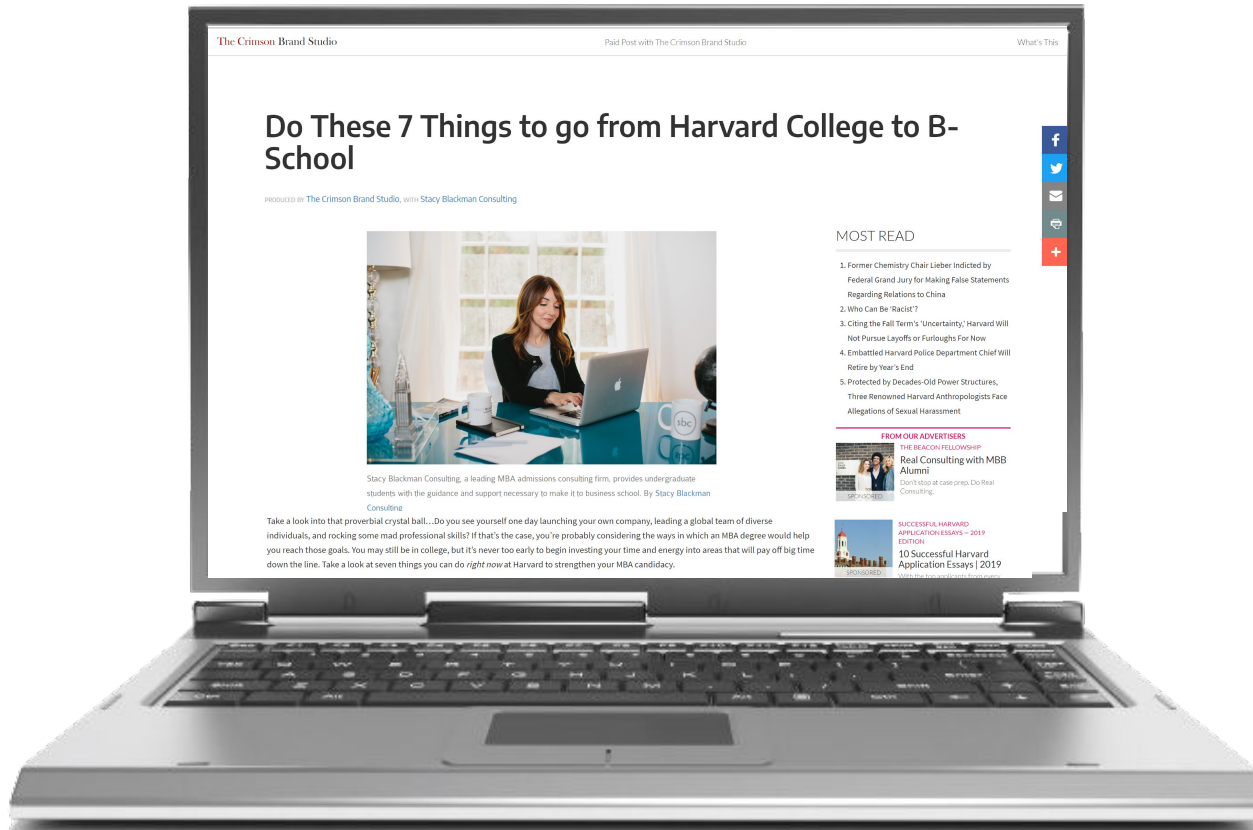 The Crimson Brand Studio
Paid Post with The Crimson Brand Studio
What's This
Do These 7 Things to go from Harvard College to B-
School
PRODUCED BY The Crimson Brand Studio, WITH Stacy Blackman Consulting
sbc
Stacy Blackman Consulting, a leading MBA admissions consulting firm, provides undergraduate
students with the guidance and support necessary to make it to business school. By Stacy Blackman
Consulting
Take a look into that proverbial crystal ball…Do you see yourself one day launching your own company, leading a global team of diverse
individuals, and rocking some mad professional skills? If that's the case, you're probably considering the ways in which an MBA degree would help
you reach those goals. You may still be in college, but it's never too early to begin investing your time and energy into areas that will pay off big time
down the line. Take a look at seven things you can do right now at Harvard to strengthen your MBA candidacy.
MOST READ
1. Former Chemistry Chair Lieber Indicted by
Federal Grand Jury for Making False Statements
Regarding Relations to China
2. Who Can Be 'Racist'?
3. Citing the Fall Term's 'Uncertainty,' Harvard Will
Not Pursue Layoffs or Furloughs For Now
4. Embattled Harvard Police Department Chief Will
Retire by Year's End
5. Protected by Decades-Old Power Structures,
Three Renowned Harvard Anthropologists Face
Allegations of Sexual Harassment
FROM OUR ADVERTISERS
THE BEACON FELLOWSHIP
Real Consulting with MBB
Alumni
Don't stop at case prep. Do Real
Consulting.
SPONSORED
SUCCESSFUL HARVARD
APPLICATION ESSAYS – 2019
EDITION
10 Successful Harvard
Application Essays | 2019
With the top applicants from every
SPONSORED